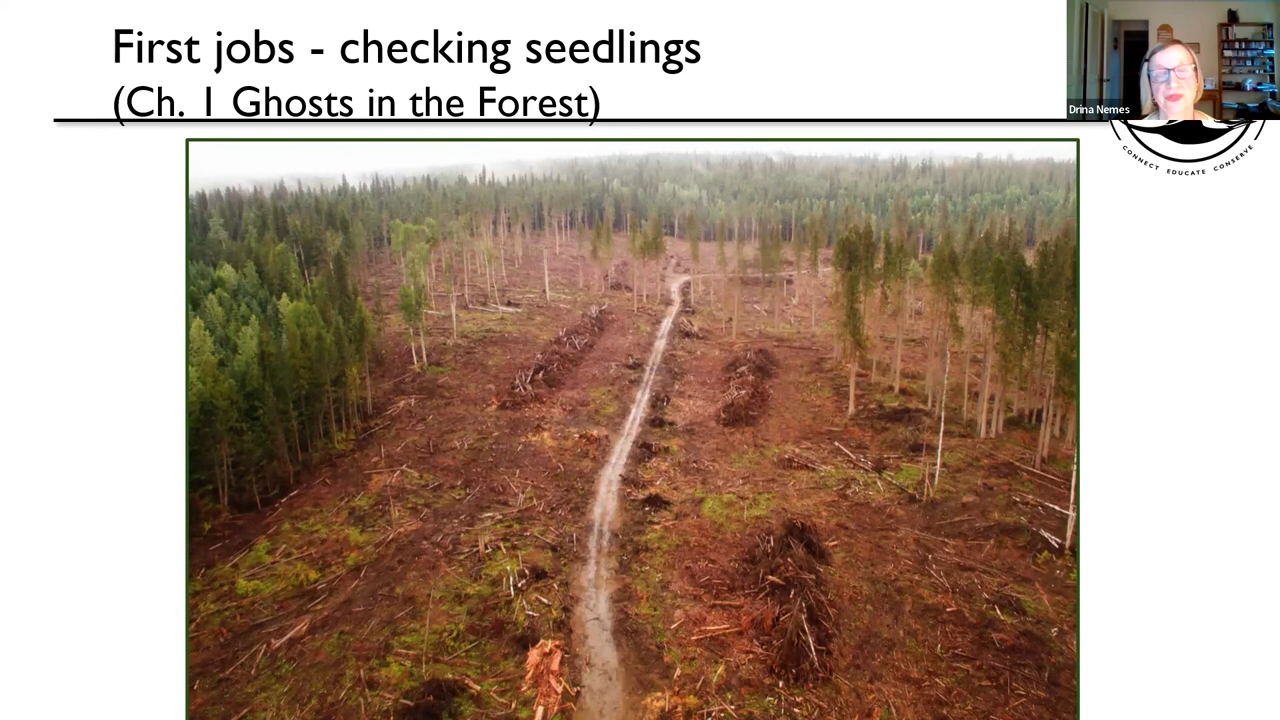 First jobs - checking seedlings
(Ch. 1 Ghosts in the Forest)
Drina Nemes
CONNECT EDUCATE CONSERVE